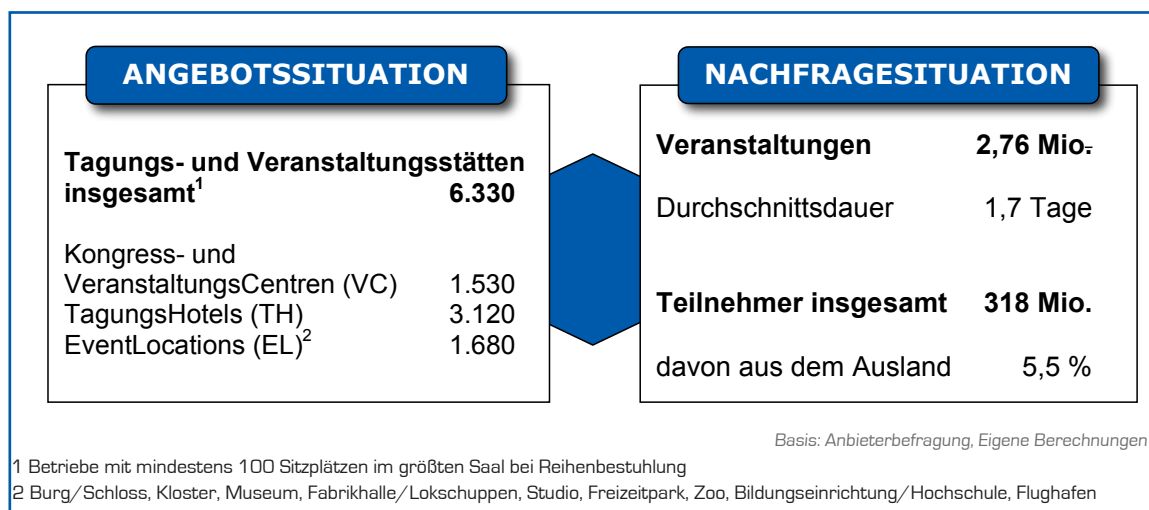 ANGEBOTSSITUATION
Tagungs- und Veranstaltungsstätten
insgesamt¹ 6.330
Kongress- und
VeranstaltungsCentren (VC) 1.530
TagungsHotels (TH) 3.120
EventLocations (EL)² 1.680
NACHFRAGESITUATION
Veranstaltungen 2,76 Mio.
Durchschnittsdauer 1,7 Tage
Teilnehmer insgesamt 318 Mio.
davon aus dem Ausland 5,5 %
Basis: Anbieterbefragung, Eigene Berechnungen
1 Betriebe mit mindestens 100 Sitzplätzen im größten Saal bei Reihenbestuhlung
2 Burg/Schloss, Kloster, Museum, Fabrikhalle/Lokschuppen, Studio, Freizeitpark, Zoo, Bildungseinrichtung/Hochschule, Flughafen